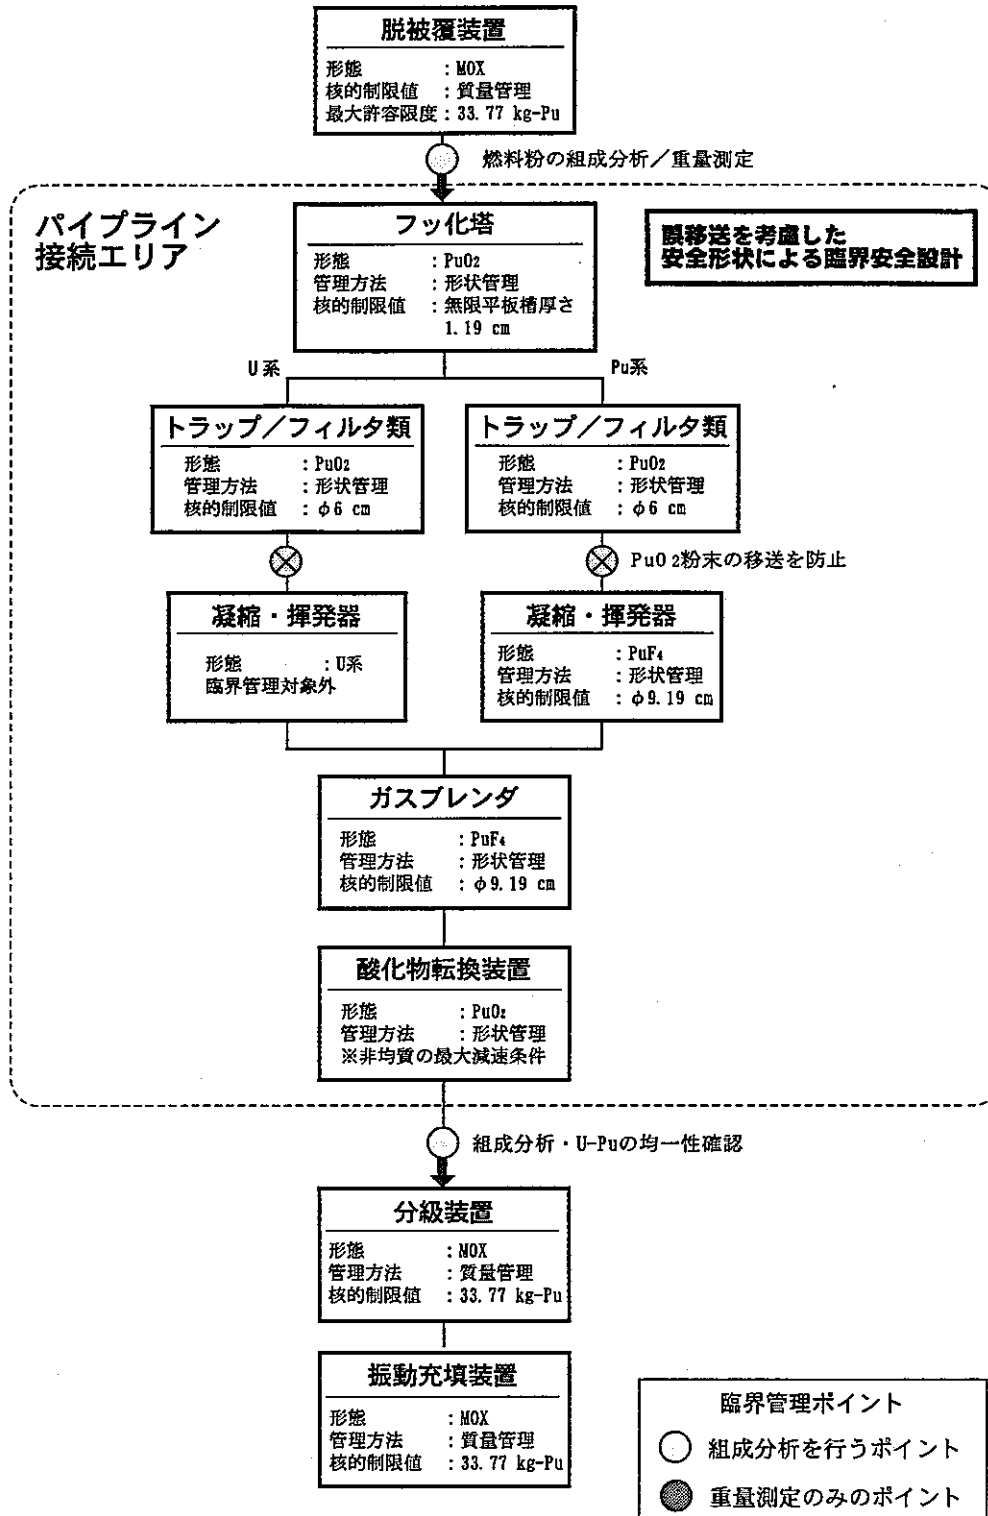 脱被覆装置
形態 : MOX
核的制限値 : 質量管理
最大許容限度 : 33.77 kg-Pu
燃料粉の組成分析/重量測定
パイプライン
接続エリア
フッ化塔
形態 : PuO2
管理方法 : 形状管理
核的制限値 : 無限平板槽厚さ
1.19 cm
誤移送を考慮した
安全形状による臨界安全設計
U系
Pu系
トラップ/フィルタ類
形態 : PuO2
管理方法 : 形状管理
核的制限値 : φ6 cm
トラップ/フィルタ類
形態 : PuO2
管理方法 : 形状管理
核的制限値 : φ6 cm
PuO2粉末の移送を防止
凝縮・揮発器
形態 : U系
臨界管理対象外
凝縮・揮発器
形態 : PuF4
管理方法 : 形状管理
核的制限値 : φ9.19 cm
ガスブレンダ
形態 : PuF4
管理方法 : 形状管理
核的制限値 : φ9.19 cm
酸化物転換装置
形態 : PuO2
管理方法 : 形状管理
※非均質の最大減速条件
組成分析・U-Puの均一性確認
分級装置
形態 : MOX
管理方法 : 質量管理
核的制限値 : 33.77 kg-Pu
振動充填装置
形態 : MOX
管理方法 : 質量管理
核的制限値 : 33.77 kg-Pu
臨界管理ポイント
組成分析を行うポイント
重量測定のみのポイント